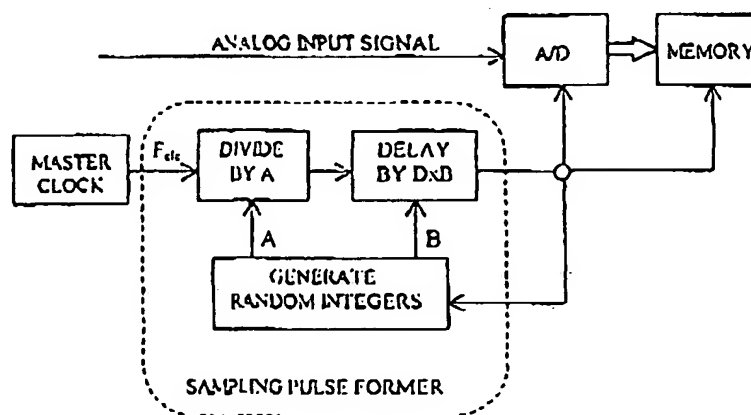 ANALOG INPUT SIGNAL
A/D
MEMORY
MASTER
CLOCK
Fclc
DIVIDE
BY A
DELAY
BY DxB
A
B
GENERATE
RANDOM INTEGERS
SAMPLING PULSE FORMER